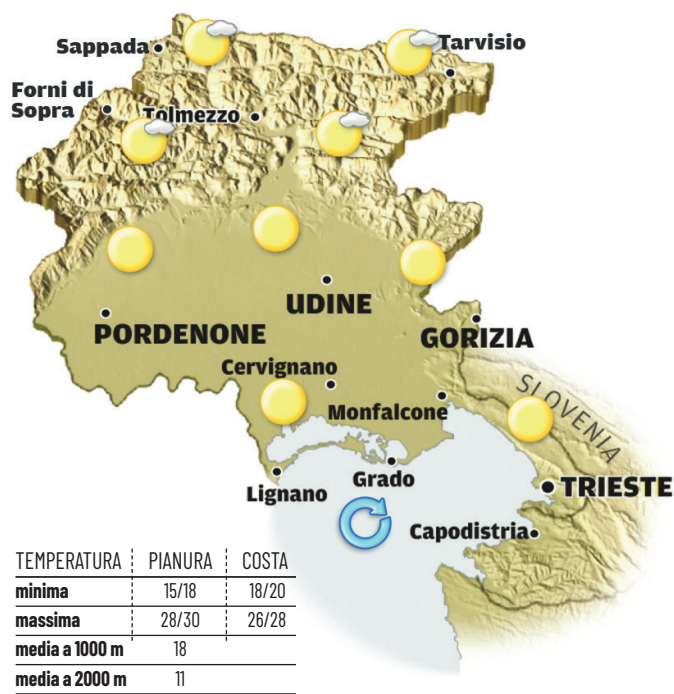 Sappada
Tarvisio
Forni di
Sopra
Tolmezzo
UDINE
PORDENONE
GORIZIA
Cervignano
SLOVENIA
Monfalcone
Grado
Lignano
TRIESTE
Capodistria
TEMPERATURA PIANURA COSTA
minima 15/18 18/20
massima 28/30 26/28
media a 1000 m 18
media a 2000 m 11